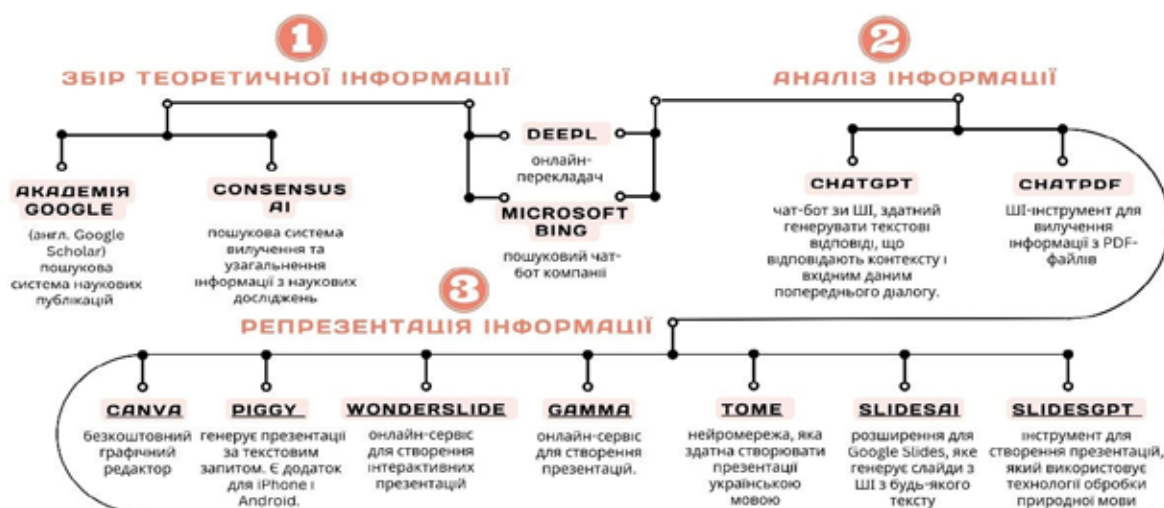 1
ЗБІР ТЕОРЕТИЧНОЇ ІНФОРМАЦІЇ
АКАДЕМІЯ
GOOGLE
(англ. Google
Scholar)
пошукова
система наукових
публікацій
CONSENSUS
AI
пошукова система
вилучення та
узагальнення
інформації з наукових
досліджень
DEEPL
онлайн-
перекладач
MICROSOFT
BING
пошуковий чат-
бот компанії
2
АНАЛІЗ ІНФОРМАЦІЇ
CHATGPT
чат-бот зи ШІ, здатний
генерувати текстові
відповіді, що
відповідають контексту і
вхідним даним
попереднього діалогу.
CHATPDF
ШІ-інструмент для
вилучення
інформації з PDF-
файлів
3
РЕПРЕЗЕНТАЦІЯ ІНФОРМАЦІЇ
CANVA
безкоштовний
графічний
редактор
PIGGY
генерує презентації
за текстовим
запитом. Є додаток
для iPhone і
Android.
WONDERSLIDE
онлайн-сервіс
для створення
інтерактивних
презентацій
GAMMA
онлайн-сервіс
для створення
презентацій.
TOME
нейромережа, яка
здатна створювати
презентації
українською
мовою
SLIDESAI
розширення для
Google Slides, яке
генерує слайди з
ШІ з будь-якого
тексту
SLIDESGPT
інструмент для
створення презентацій,
який використовує
технології обробки
природної мови